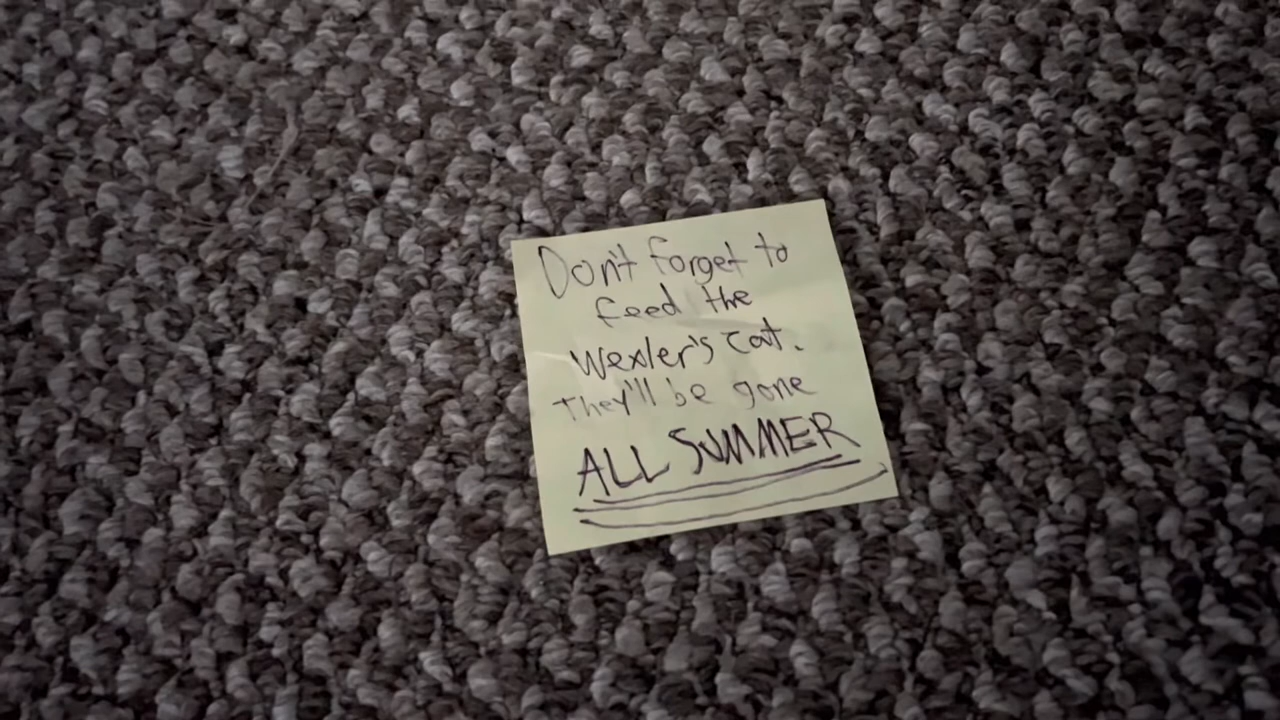 Don't forget to
feed the
Wexler's cat.
They'll be gone
ALL SUMMER